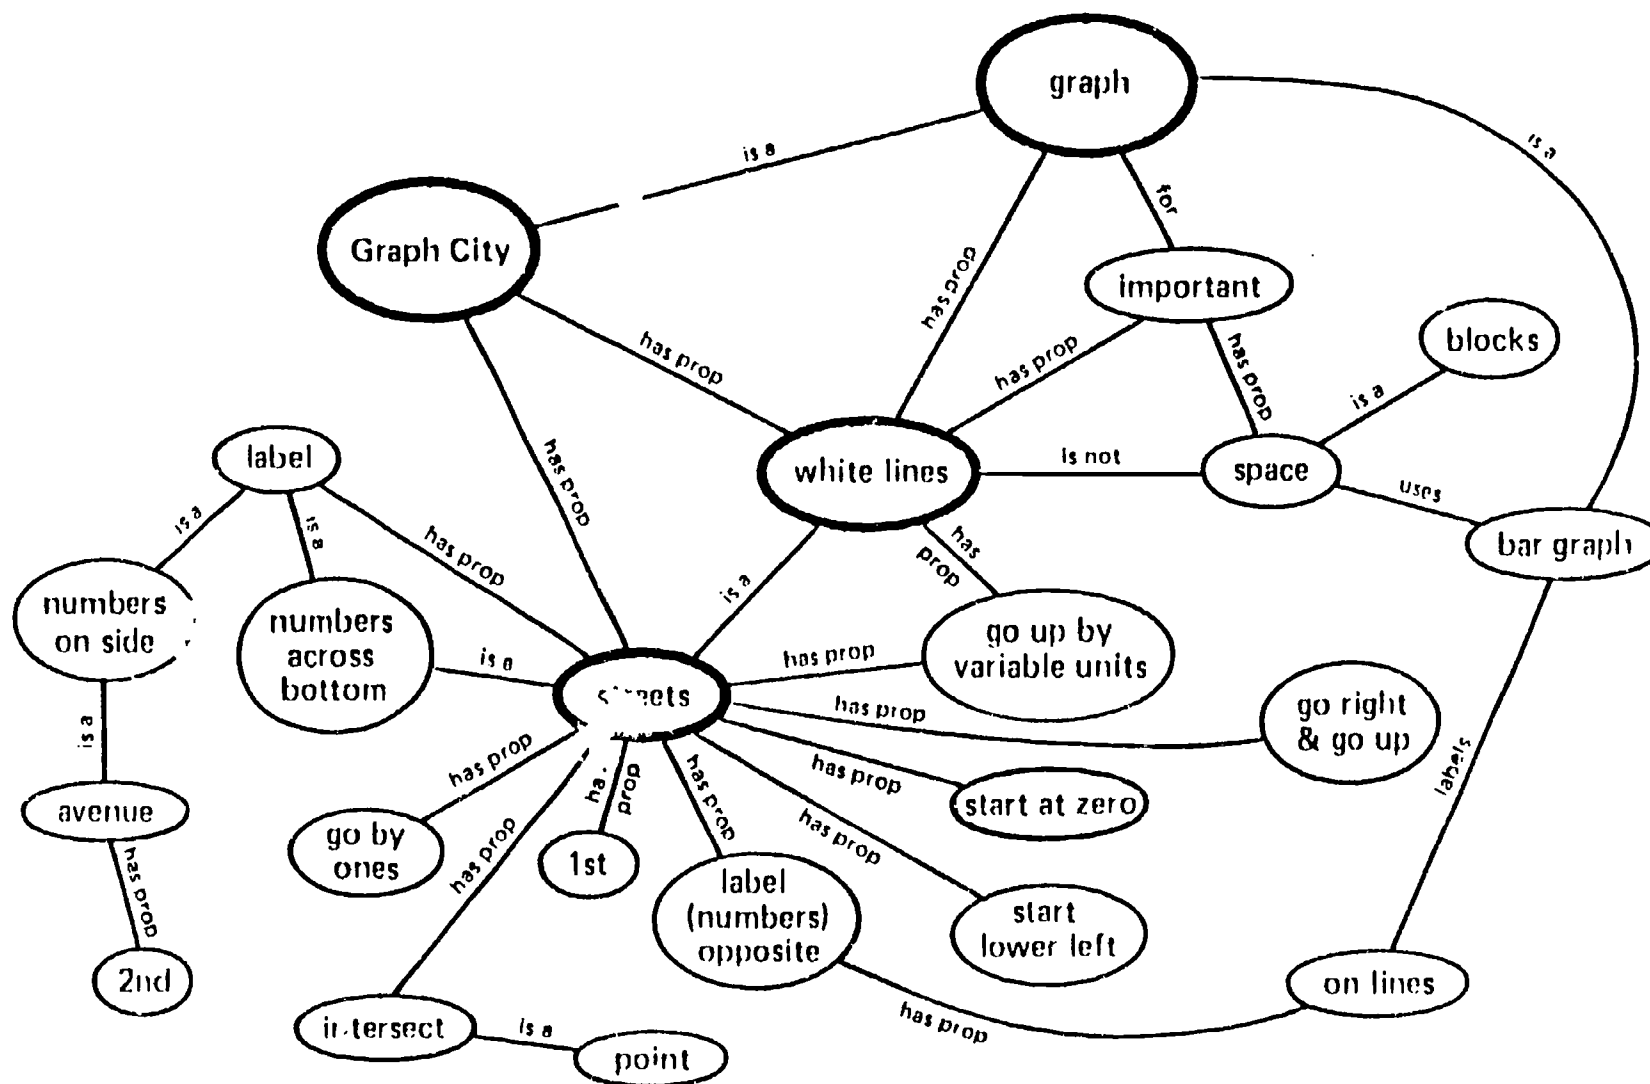 graph
is a
is a
Graph City
for
has prop
important
has prop
has prop
has prop
blocks
is a
has prop
label
white lines
is not
space
uses
bar graph
is a
is a
has prop
has
prop
is a
numbers
on side
numbers
across
bottom
is a
has prop
go up by
variable units
has prop
go right
& go up
is a
avenue
has prop
has prop
has prop
prop
has prop
has prop
start at zero
labels
go by
ones
1st
label
(numbers)
opposite
has prop
start
lower left
has prop
2nd
on lines
has prop
is a
point